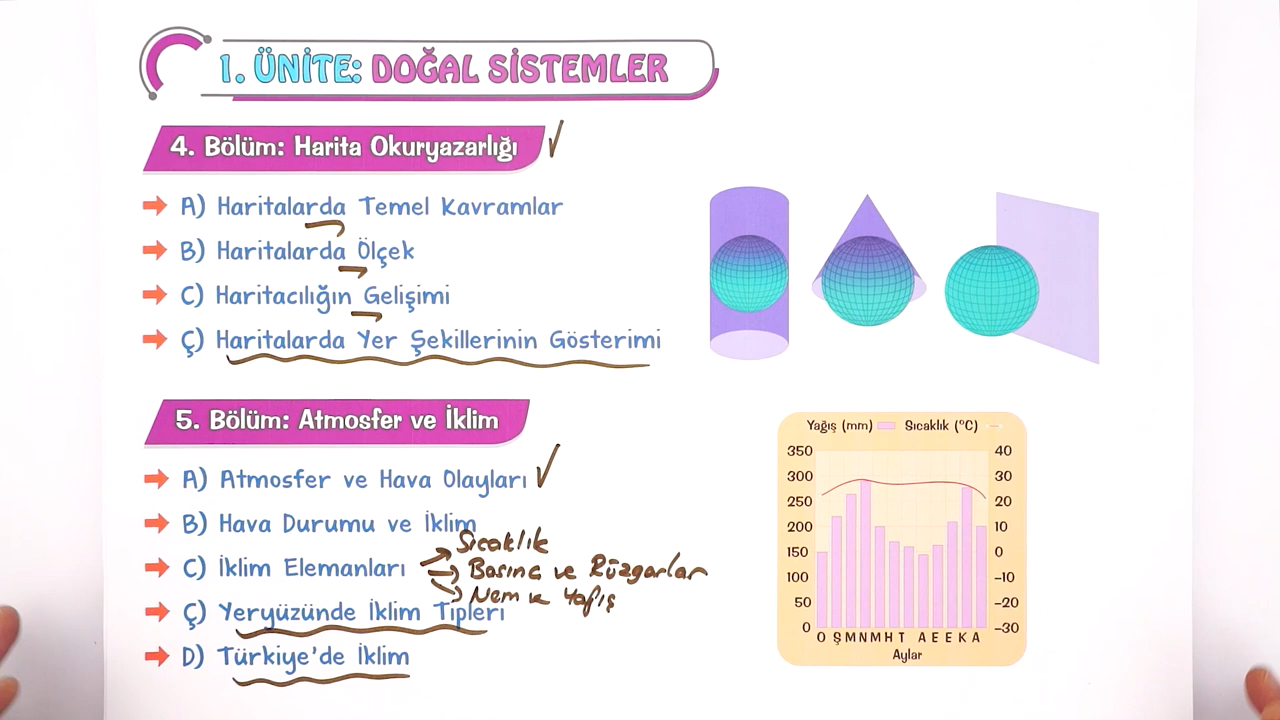 1. ÜNİTE: DOĞAL SİSTEMLER
4. Bölüm: Harita Okuryazarlığı
A) Haritalarda Temel Kavramlar
B) Haritalarda Ölçek
C) Haritacılığın Gelişimi
Ç) Haritalarda Yer Şekillerinin Gösterimi
5. Bölüm: Atmosfer ve İklim
A) Atmosfer ve Hava Olayları
B) Hava Durumu ve İklim
C) İklim Elemanları
Sıcaklık
Basınç ve Rüzgarlar
Nem ve Yağış
Ç) Yeryüzünde İklim Tipleri
D) Türkiye'de İklim
Yağış (mm) Sıcaklık (°C)
350 40
300 30
250 20
200 10
150 0
100 -10
50 -20
0 -30
O Ş M N M H T A E E K A
Aylar